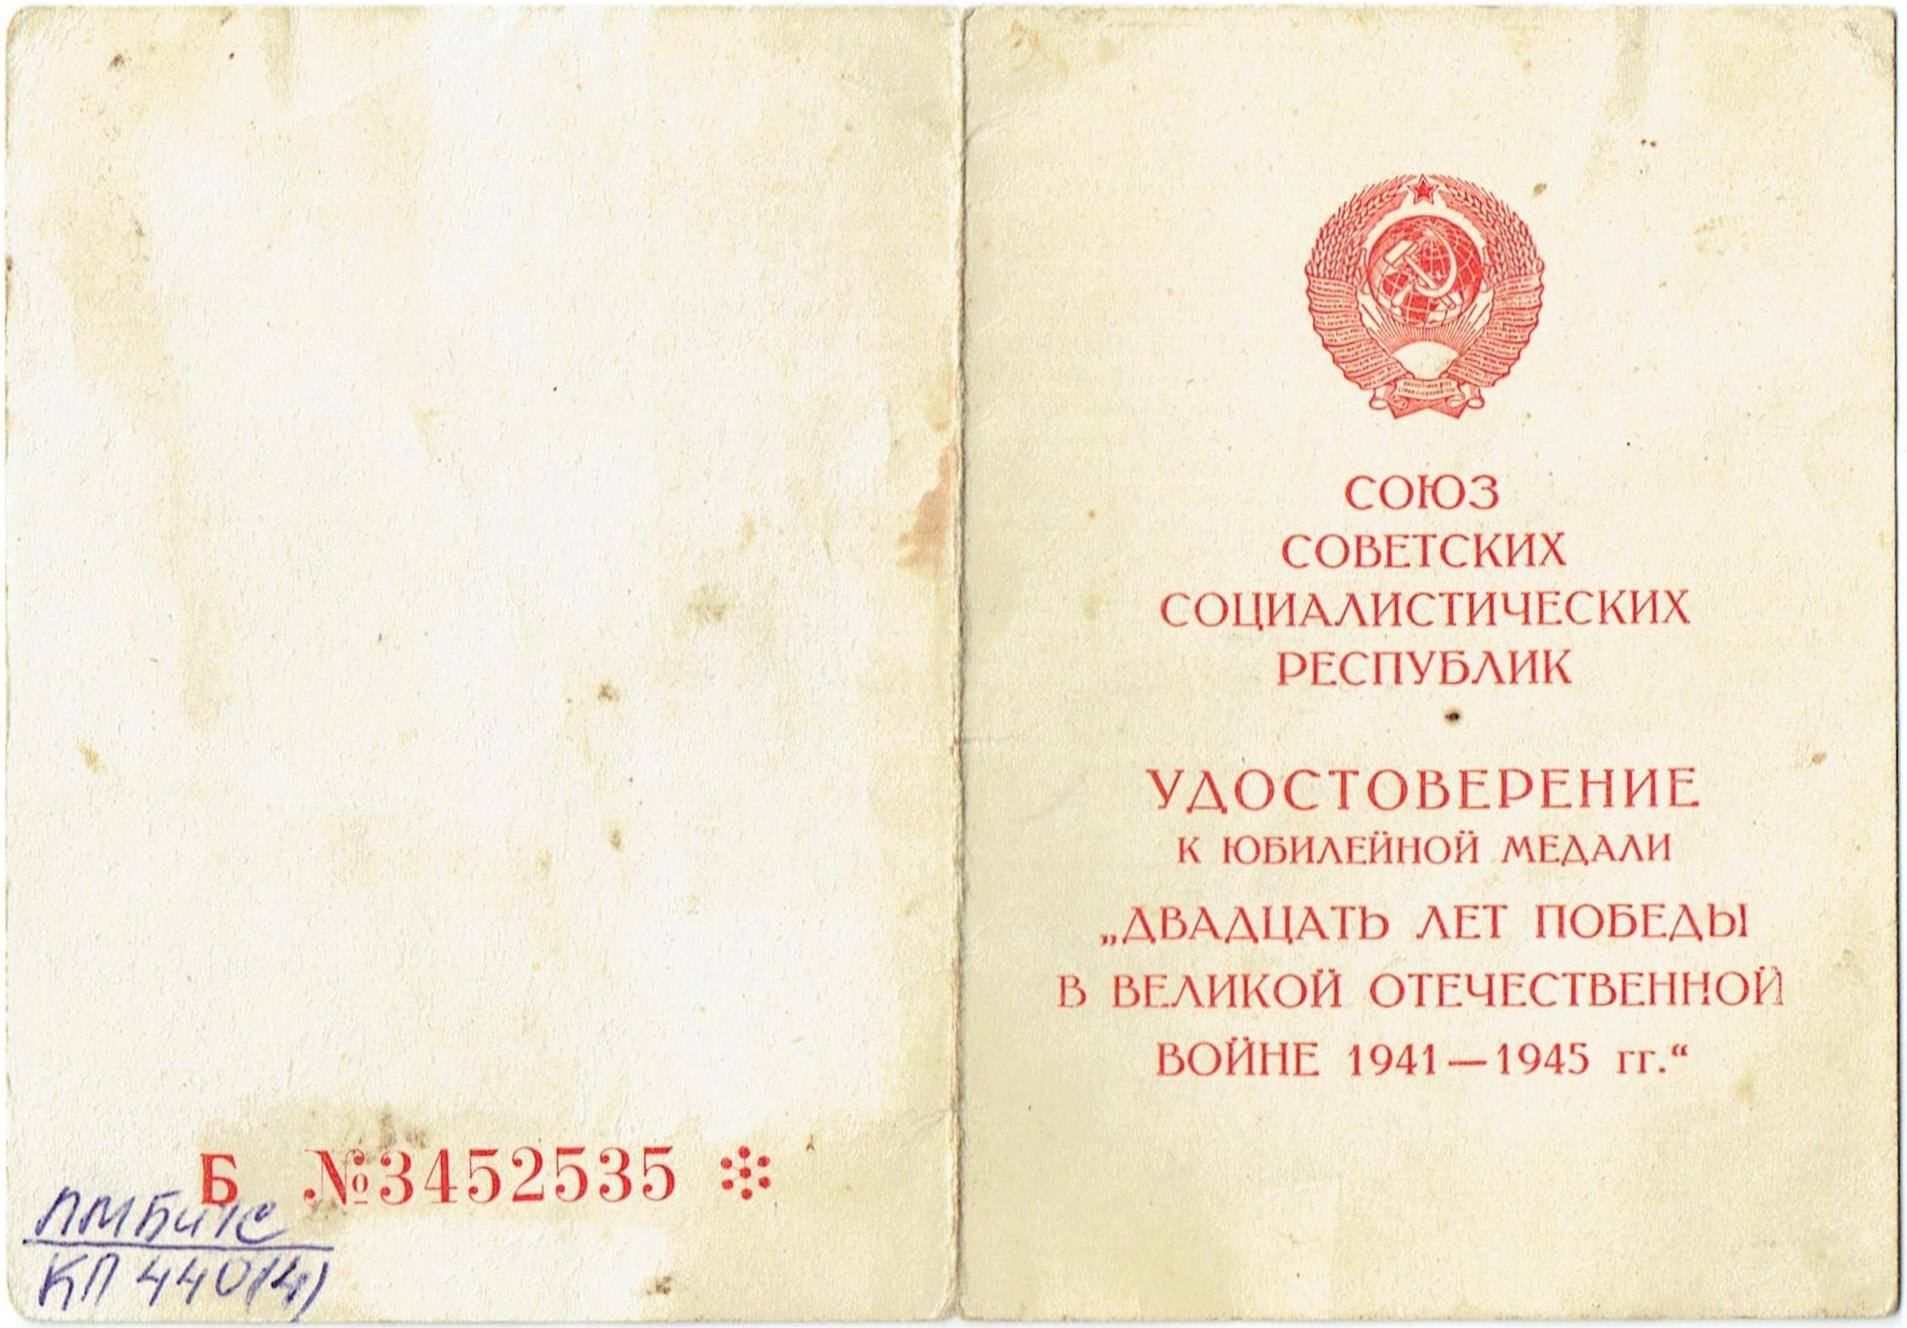 Б №3452535
ПМБиТС
КП 440(4)
СОЮЗ
СОВЕТСКИХ
СОЦИАЛИСТИЧЕСКИХ
РЕСПУБЛИК
УДОСТОВЕРЕНИЕ
К ЮБИЛЕЙНОЙ МЕДАЛИ
„ДВАДЦАТЬ ЛЕТ ПОБЕДЫ
В ВЕЛИКОЙ ОТЕЧЕСТВЕННОЙ
ВОЙНЕ 1941—1945 гг.“